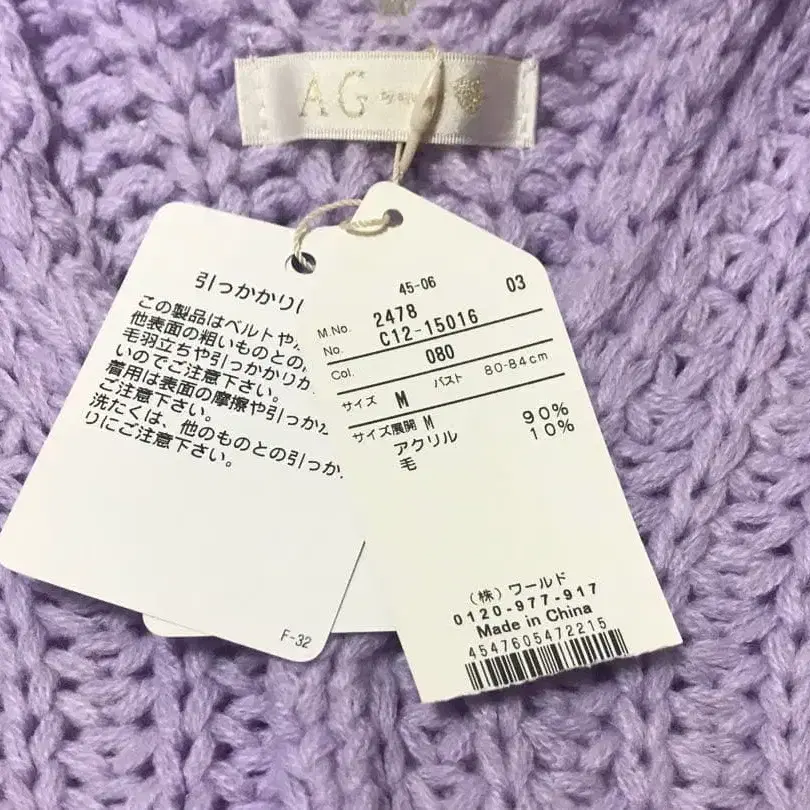 AG
引っかかり
この製品はベルトや
他表面の粗いものとの
毛羽立ちや引っかかりが
いのでご注意下さい。
着用は表面の摩擦や引っか
ご注意下さい。
洗たくは、他のものとの引っか
りにご注意下さい。
F-32
45-06 03
M.No. 2478
No. C12-15016
Col. 080
サイズ M バスト 80-84cm
サイズ展開 M
アクリル 90%
毛 10%
(株)ワールド
0120-977-917
Made in China
4547605472215